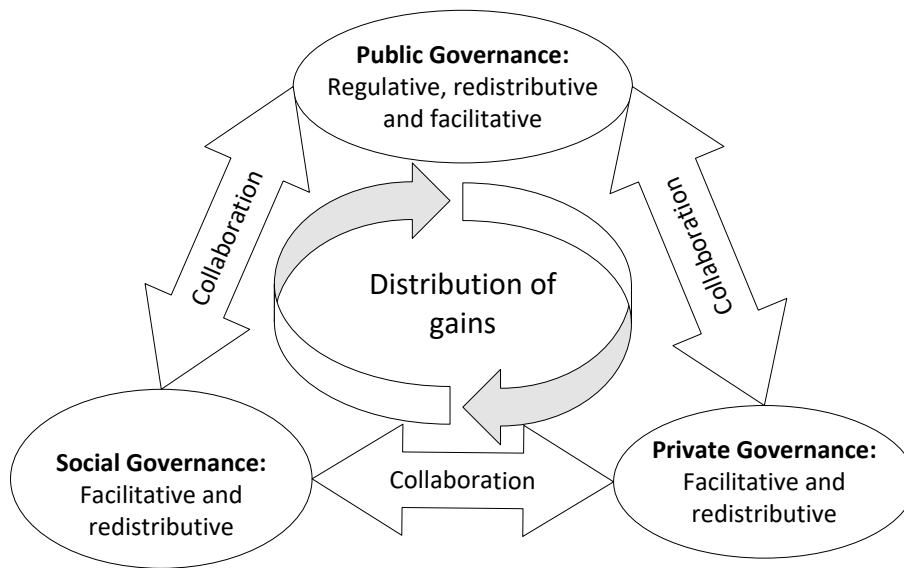 Public Governance:
Regulative, redistributive
and facilitative
Collaboration
Collaboration
Distribution of
gains
Social Governance:
Facilitative and
redistributive
Collaboration
Private Governance:
Facilitative and
redistributive